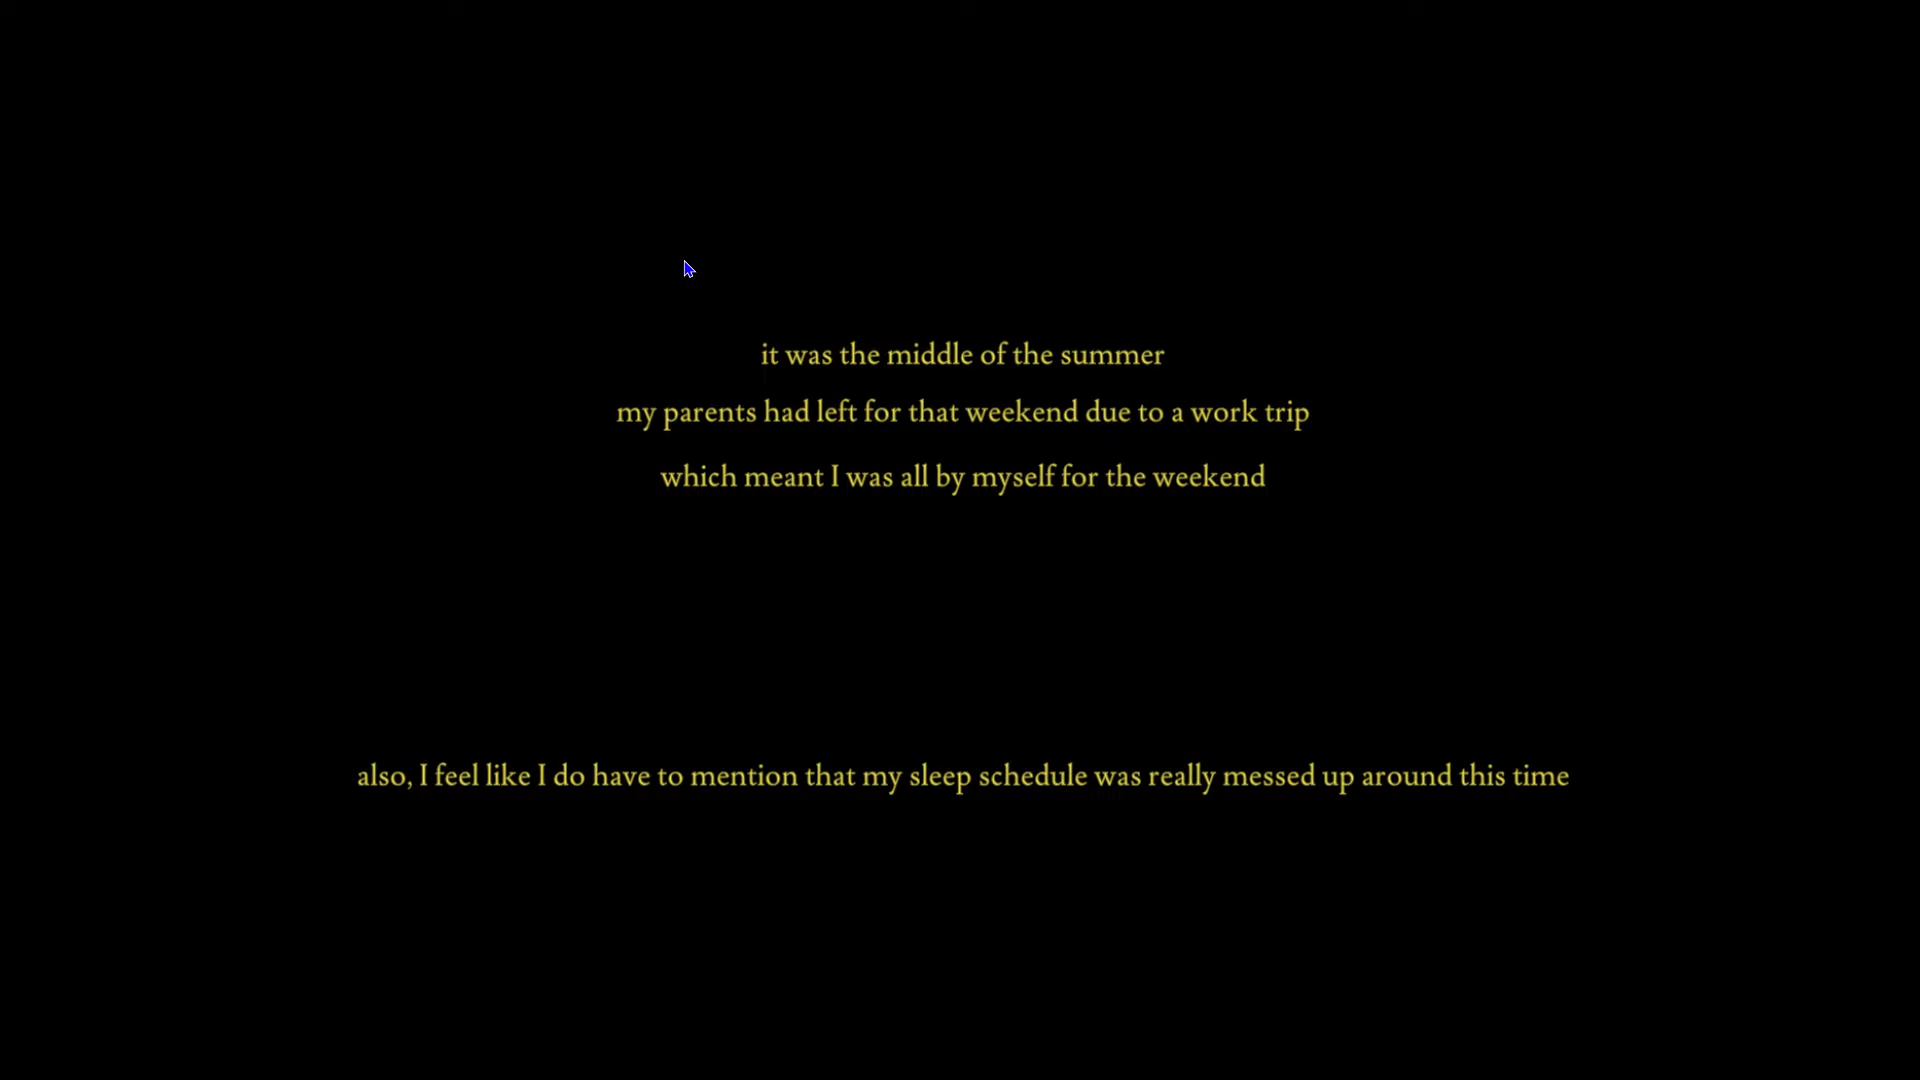 it was the middle of the summer
my parents had left for that weekend due to a work trip
which meant I was all by myself for the weekend
also, I feel like I do have to mention that my sleep schedule was really messed up around this time